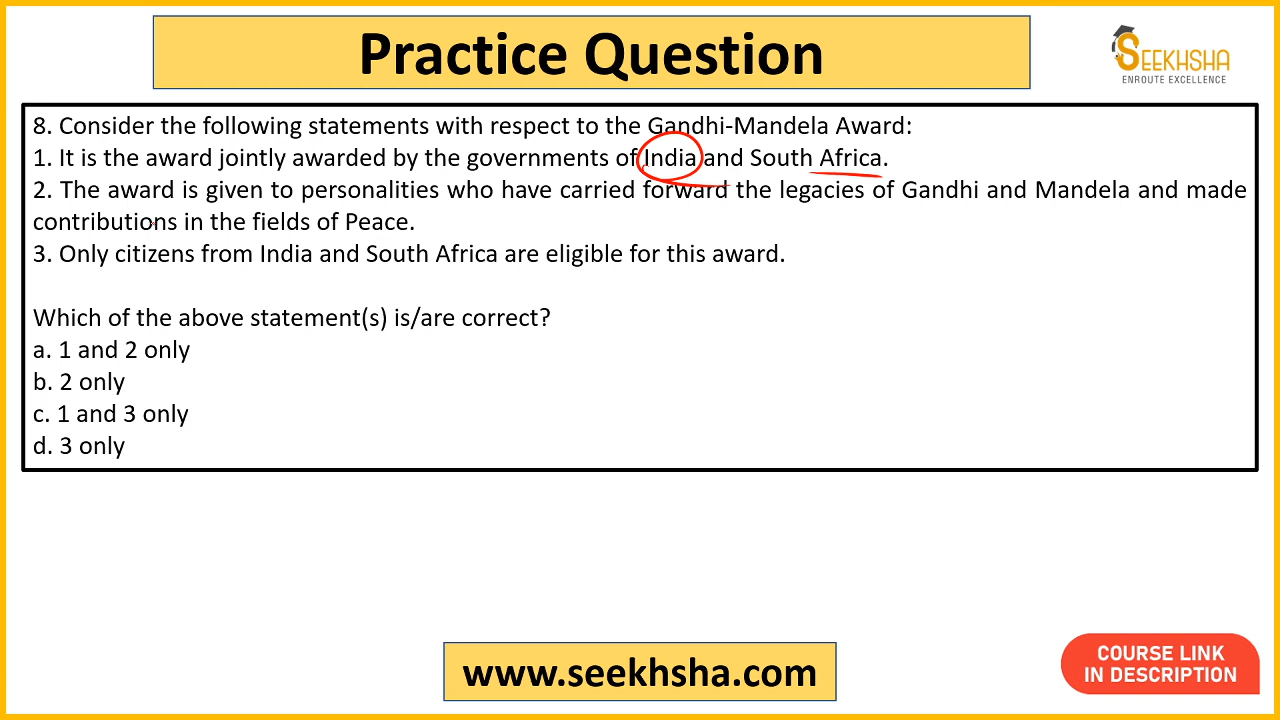 Practice Question
SEEKHSHA
ENROUTE EXCELLENCE
8. Consider the following statements with respect to the Gandhi-Mandela Award:
1. It is the award jointly awarded by the governments of India and South Africa.
2. The award is given to personalities who have carried forward the legacies of Gandhi and Mandela and made
contributions in the fields of Peace.
3. Only citizens from India and South Africa are eligible for this award.
Which of the above statement(s) is/are correct?
a. 1 and 2 only
b. 2 only
c. 1 and 3 only
d. 3 only
www.seekhsha.com
COURSE LINK
IN DESCRIPTION